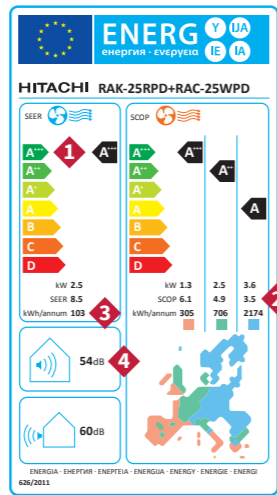 ENERG Y IJA
енергия · ενεργεια IE IA
HITACHI RAK-25RPD+RAC-25WPD
SEER SCOP
A+++ 1 A+++ A+++ A+++
A++ A++ A++
A+ A+
A A A
B B
C C
D D
kW 2.5 kW 1.3 2.5 3.6
SEER 8.5 SCOP 6.1 4.9 3.5 2
kWh/annum 103 3 kWh/annum 305 706 2174
54dB 4
60dB
ENERGIA · ЕНЕРГИЯ · ΕΝΕΡΓΕΙΑ · ENERGIJA · ENERGY · ENERGIE · ENERGI
626/2011